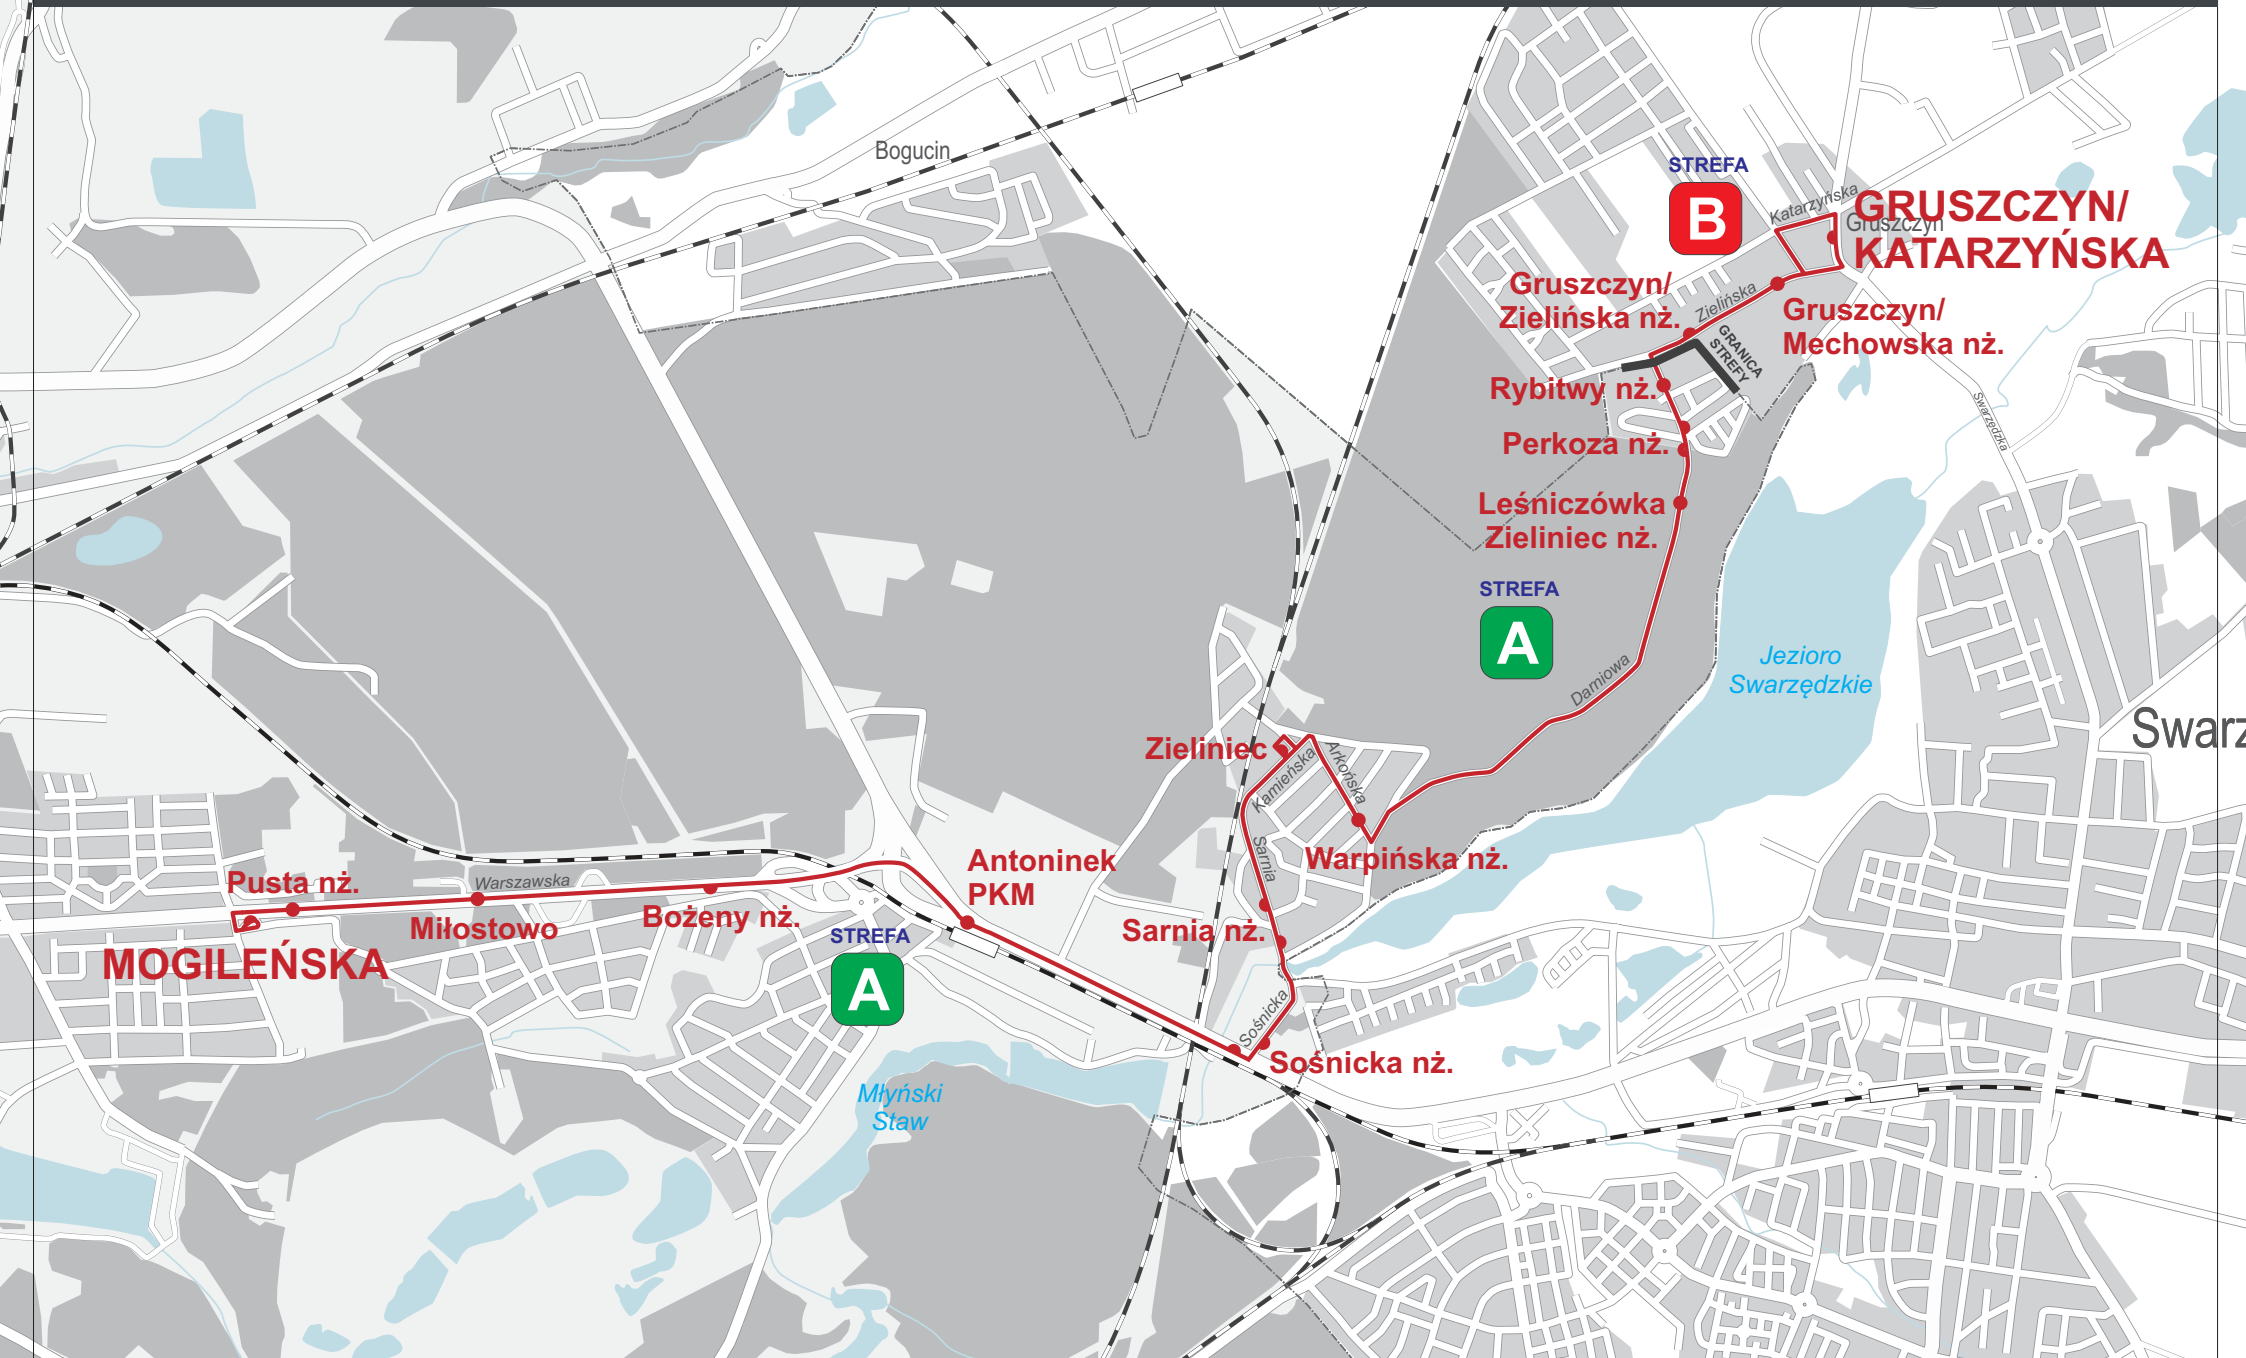 Bogucin
STREFA
B
Katarzyńska
GRUSZCZYN/
KATARZYŃSKA
Gruszczyn
Gruszczyn/
Zielińska nż.
Zielińska
Gruszczyn/
Mechowska nż.
GRANICA
STREFY
Rybitwy nż.
Swarzędzka
Perkoza nż.
Leśniczówka
Zieliniec nż.
STREFA
A
Darniowa
Jezioro
Swarzędzkie
Swarz
Zieliniec
Kamieńska
Arkońska
Sarnia
Warpińska nż.
Antoninek
PKM
Pusta nż.
Warszawska
Miłostowo
Bożeny nż.
MOGILEŃSKA
STREFA
A
Sarnia nż.
Sośnicka
Sośnicka nż.
Młyński
Staw